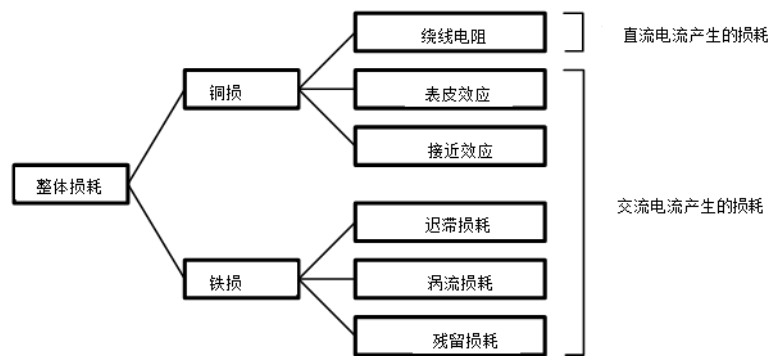 绕线电阻
直流电流产生的损耗
铜损
表皮效应
接近效应
整体损耗
交流电流产生的损耗
迟滞损耗
铁损
涡流损耗
残留损耗